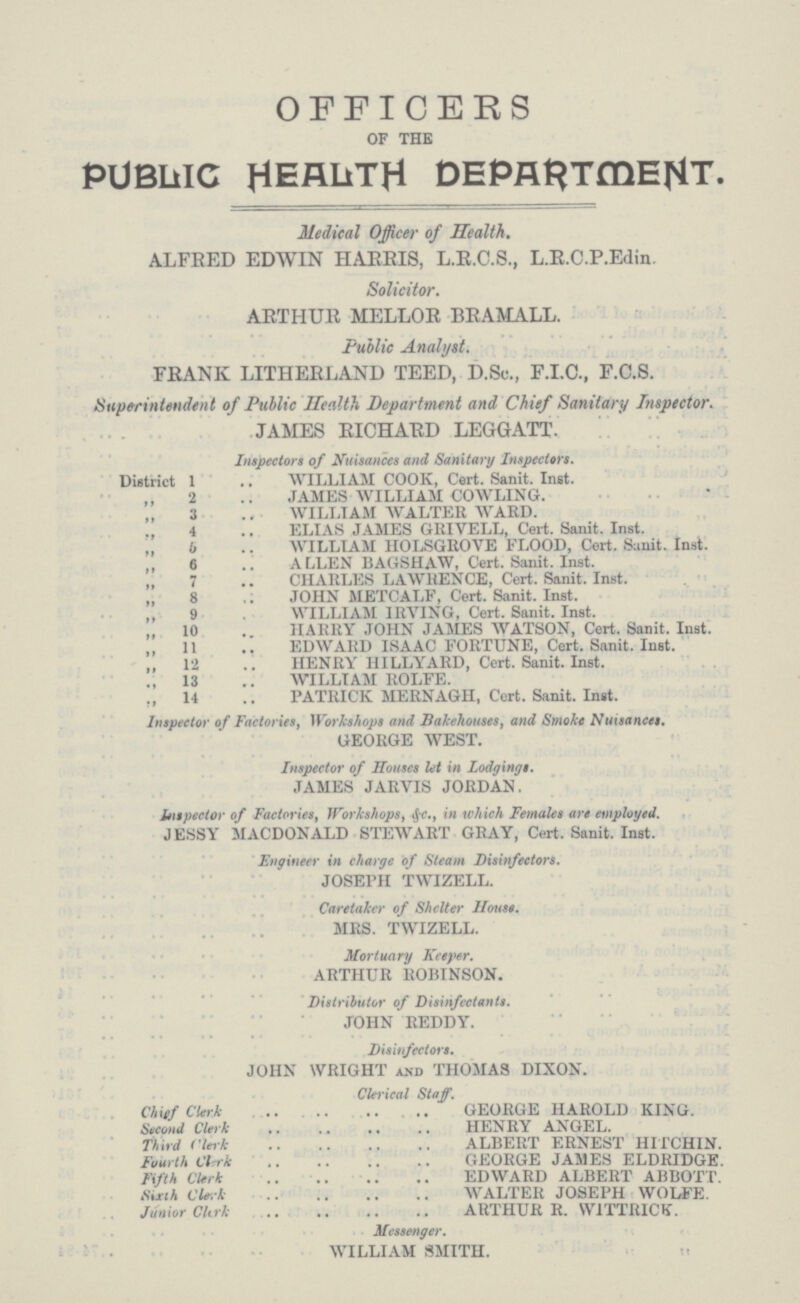 OFFICERS
OF THE
PUBLIC HEALTH DEPARTMENT.
Medical Officer of Health.
ALFRED EDWIN HARRIS, L.R.C.S., L.R.C.P.Edin.
Solicitor.
ARTHUR MELLOR BRAMALL.
Public Analyst.
FRANK LITHERLAND TEED, D.Sc., F.I.C., F.C.S.
Superintendent of Public Health Department and Chief Sanitary Inspector.
JAMES RICHARD LEGGATT.
Inspectors of Nuisances and Sanitary Inspectors.
District 1 .. WILLIAM COOK, Cert. Sanit. Inst.
„ 2 .. JAMES WILLIAM COWLING.
„ 3 .. WILLIAM WALTER WARD.
„ 4 .. ELIAS JAMES GRIVELL, Cert. Sanit. Inst.
„ 5 .. WILLIAM HOLSGROVE FLOOD, Cert. Sanit. Inst.
„ 6 .. ALLEN BAGSHAW, Cert. Sanit. Inst.
„ 7 .. CHARLES LAWRENCE, Cert. Sanit. Inst.
„ 8 .. JOHN METCALF, Cert. Sanit. Inst.
„ 9 .. WILLIAM IRVING, Cert. Sanit. Inst.
„ 10 .. HARRY JOHN JAMES WATSON, Cert. Sanit. Inst.
„ 11 .. EDWARD ISAAC FORTUNE, Cert. Sanit. Inst.
„ 12 .. HENRY HILLYARD, Cert. Sanit. Inst.
„ 13 .. WILLIAM ROLFE.
„ 14 .. PATRICK MERNAGH, Cert. Sanit. Inst.
Inspector of Factories, Workshops and Bakehouses, and Smoke Nuisances.
GEORGE WEST.
Inspector of Houses let in Lodgings.
JAMES JARVIS JORDAN.
Inspector of Factories, Workshops, &c., in which Females are employed.
JESSY MACDONALD STEWART GRAY, Cert. Sanit. Inst.
Engineer in charge of Steam Disinfectors.
JOSEPH TWIZELL.
Caretaker of Shelter House.
MRS. TWIZELL.
Mortuary Keeper.
ARTHUR ROBINSON.
Distributor of Disinfectants.
JOHN REDDY.
Disinfectors.
JOHN WRIGHT AND THOMAS DIXON.
Clerical Staff.
Chief Clerk .. .. .. .. GEORGE HAROLD KING.
Second Clerk .. .. .. .. HENRY ANGEL.
Third Clerk .. .. .. .. ALBERT ERNEST HITCHIN.
Fourth Clerk .. .. .. .. GEORGE JAMES ELDRIDGE.
Fifth Clerk .. .. .. .. EDWARD ALBERT ABBOTT.
Sixth Clerk .. .. .. .. WALTER JOSEPH WOLFE.
Junior Clerk .. .. .. .. ARTHUR R. WITTRICK.
Messenger.
WILLIAM SMITH.